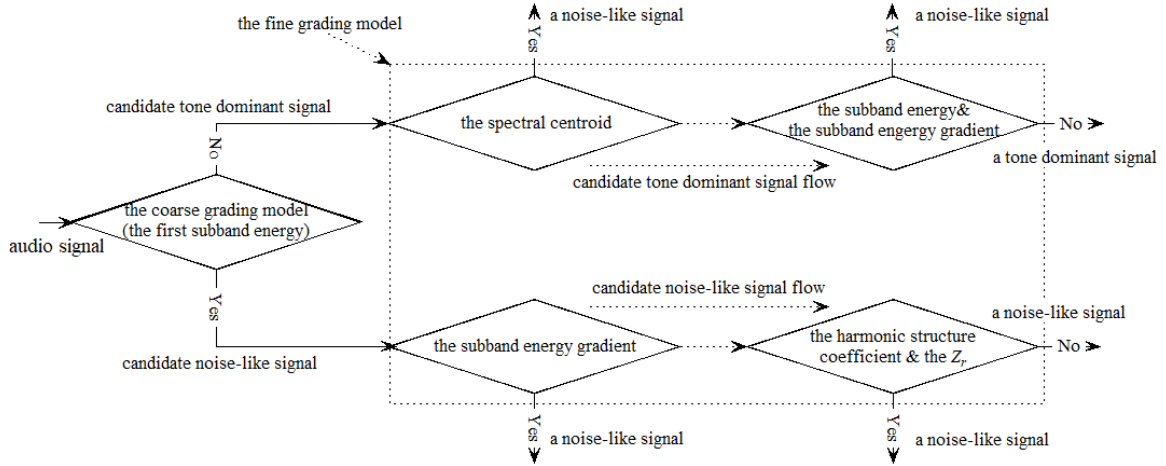 a noise-like signal
a noise-like signal
the fine grading model
Yes
Yes
candidate tone dominant signal
the spectral centroid
the subband energy&
the subband engergy gradient
No
a tone dominant signal
No
candidate tone dominant signal flow
the coarse grading model
(the first subband energy)
audio signal
Yes
candidate noise-like signal
candidate noise-like signal flow
the subband energy gradient
the harmonic structure
coefficient & the Zr
a noise-like signal
No
Yes
a noise-like signal
Yes
a noise-like signal